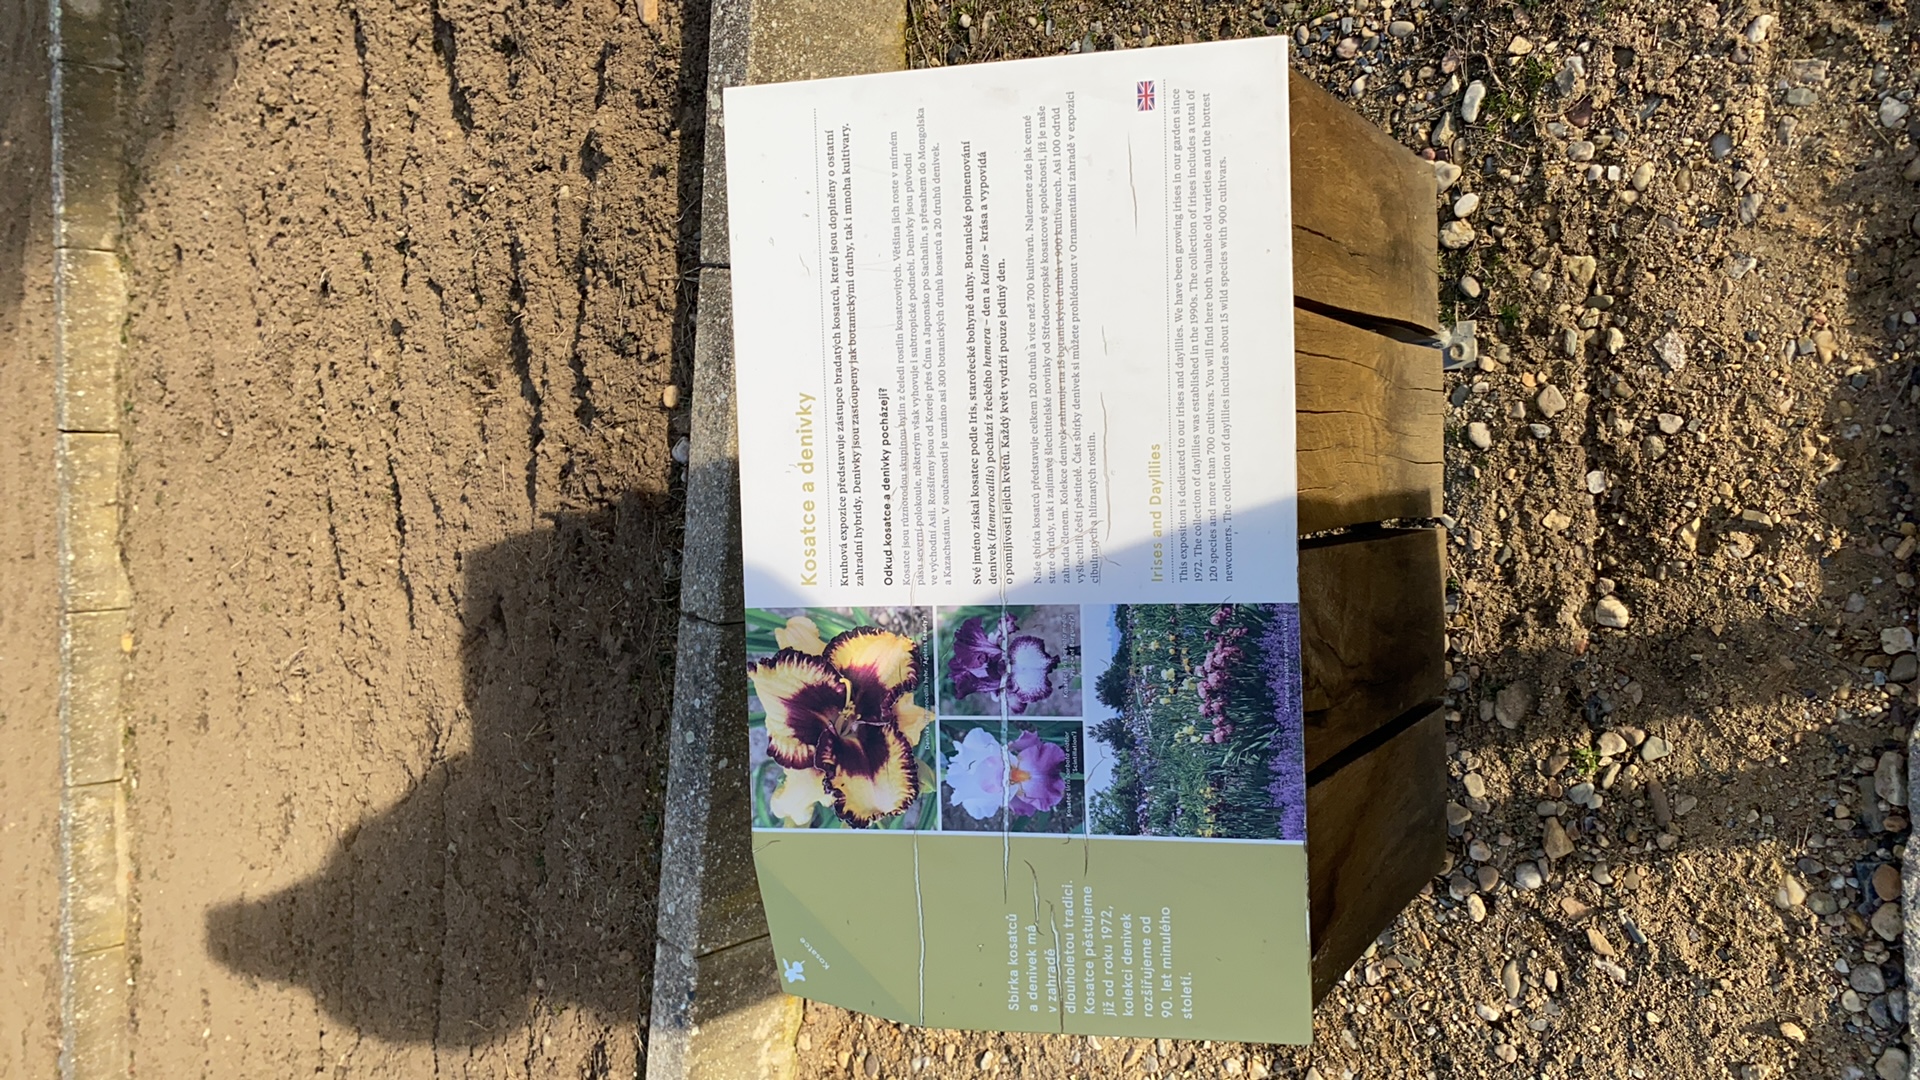 Kosatce
Sbírka kosatců
a denivek má
v zahradě
dlouholetou tradici.
Kosatce pěstujeme
již od roku 1972,
kolekci denivek
rozšiřujeme od
90. let minulého
století.
Denivka (Hemerocallis hybr. 'Ageless Beauty')
Kosatec (Iris barbata elatior
'Scintillation')
Kosatec (Iris barbata media
'Punch of Burgundy')
Zahradní kosatce v plném květu
Kosatce a denivky
Kruhová expozice představuje zástupce bradatých kosatců, které jsou doplněny o ostatní
zahradní hybridy. Denivky jsou zastoupeny jak botanickými druhy, tak i mnoha kultivary.
Odkud kosatce a denivky pocházejí?
Kosatce jsou různorodou skupinou bylin z čeledi rostlin kosatcovitých. Většina jich roste v mírném
pásu severní polokoule, některým však vyhovuje i subtropické podnebí. Denivky jsou původní
ve východní Asii. Rozšířeny jsou od Koreje přes Čínu a Japonsko po Sachalin, s přesahem do Mongolska
a Kazachstánu. V současnosti je uznáno asi 300 botanických druhů kosatců a 20 druhů denivek.
Své jméno získal kosatec podle Iris, starořecké bohyně duhy. Botanické pojmenování
denivek (Hemerocallis) pochází z řeckého hemera – den a kallos – krása a vypovídá
o pomíjivosti jejich květů. Každý květ vydrží pouze jediný den.
Naše sbírka kosatců představuje celkem 120 druhů a více než 700 kultivarů. Naleznete zde jak cenné
staré odrůdy, tak i zajímavé šlechtitelské novinky od Středoevropské kosatcové společnosti, jíž je naše
zahrada členem. Kolekce denivek zahrnuje na 15 botanických druhů v 900 kultivarech. Asi 100 odrůd
vyšlechtili čeští pěstitelé. Část sbírky denivek si můžete prohlédnout v Ornamentální zahradě v expozici
cibulnatých a hlíznatých rostlin.
Irises and Daylilies
This exposition is dedicated to our irises and daylilies. We have been growing irises in our garden since
1972. The collection of daylilies was established in the 1990s. The collection of irises includes a total of
120 species and more than 700 cultivars. You will find here both valuable old varieties and the hottest
newcomers. The collection of daylilies includes about 15 wild species with 900 cultivars.